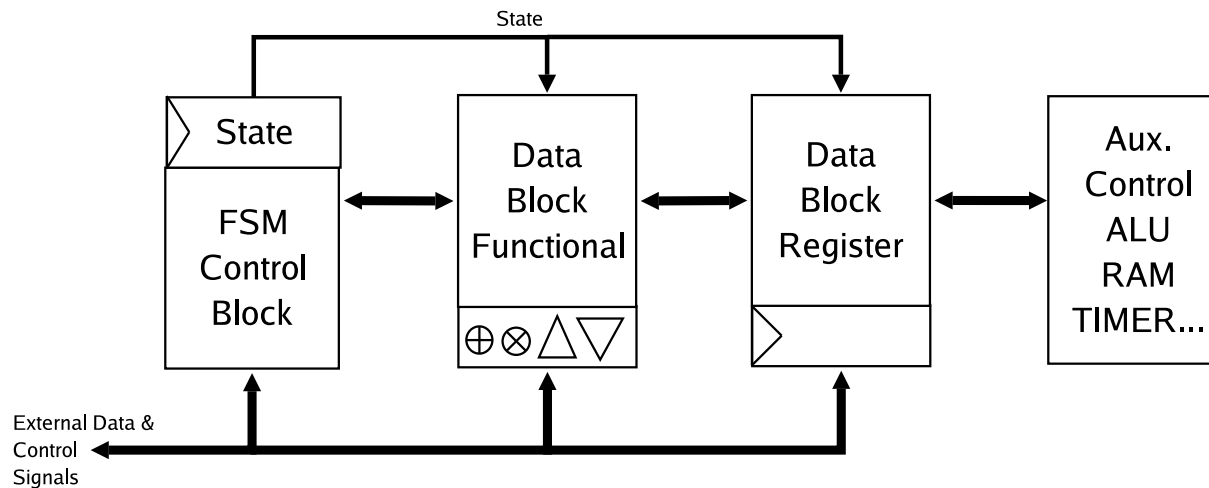 State
State
FSM
Control
Block
Data
Block
Functional
Data
Block
Register
Aux.
Control
ALU
RAM
TIMER...
External Data &
Control
Signals